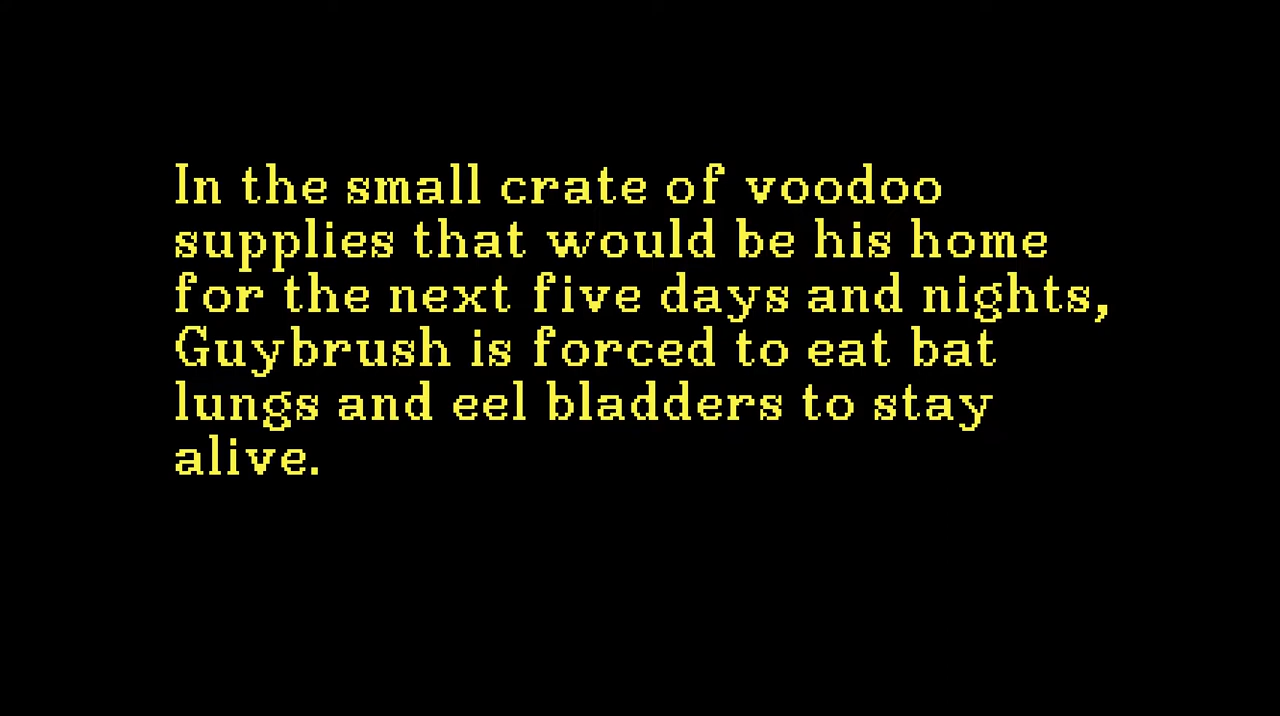 In the small crate of voodoo
supplies that would be his home
for the next five days and nights,
Guybrush is forced to eat bat
lungs and eel bladders to stay
alive.